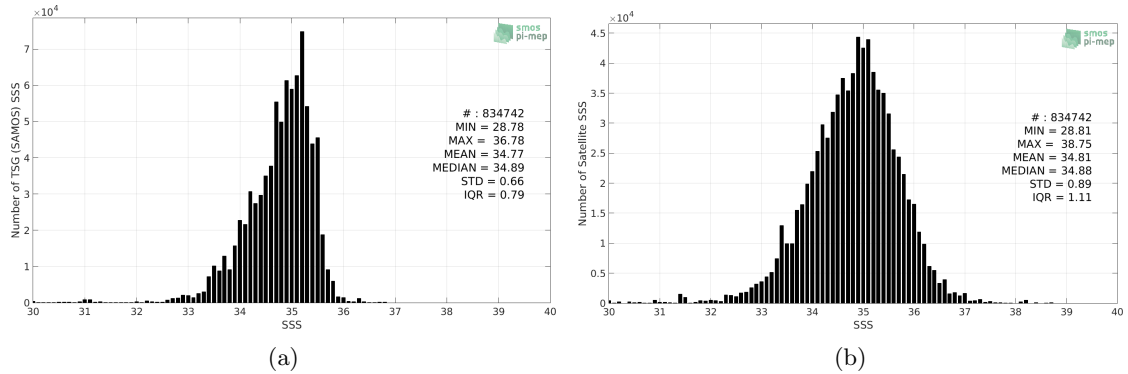 ×10^4
smos
pi-mep
7
6
5
4
3
2
1
0
Number of TSG (SAMOS) SSS
# : 834742
MIN = 28.78
MAX = 36.78
MEAN = 34.77
MEDIAN = 34.89
STD = 0.66
IQR = 0.79
30 31 32 33 34 35 36 37 38 39 40
SSS
(a)
×10^4
smos
pi-mep
4.5
4
3.5
3
2.5
2
1.5
1
0.5
0
Number of Satellite SSS
# : 834742
MIN = 28.81
MAX = 38.75
MEAN = 34.81
MEDIAN = 34.88
STD = 0.89
IQR = 1.11
30 31 32 33 34 35 36 37 38 39 40
SSS
(b)